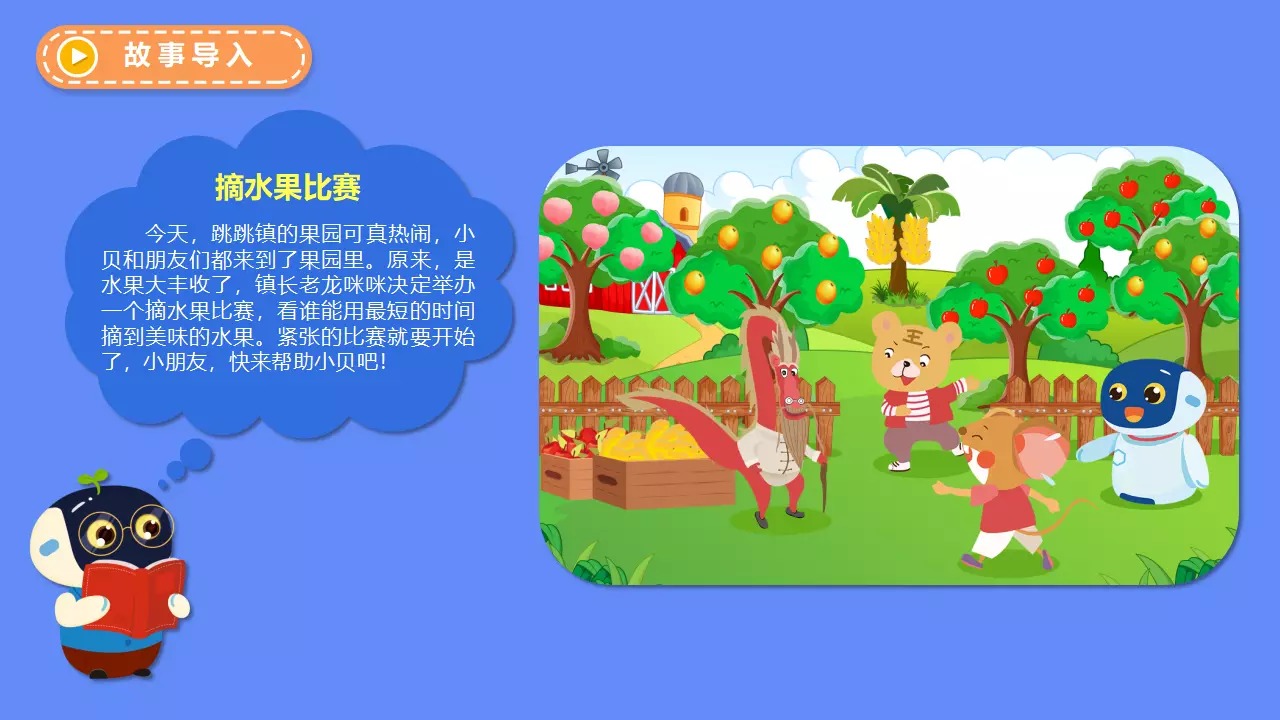 故事导入
摘水果比赛
今天，跳跳镇的果园可真热闹，小
贝和朋友们都来到了果园里。原来，是
水果大丰收了，镇长老龙咪咪决定举办
一个摘水果比赛，看谁能用最短的时间
摘到美味的水果。紧张的比赛就要开始
了，小朋友，快来帮助小贝吧！
王